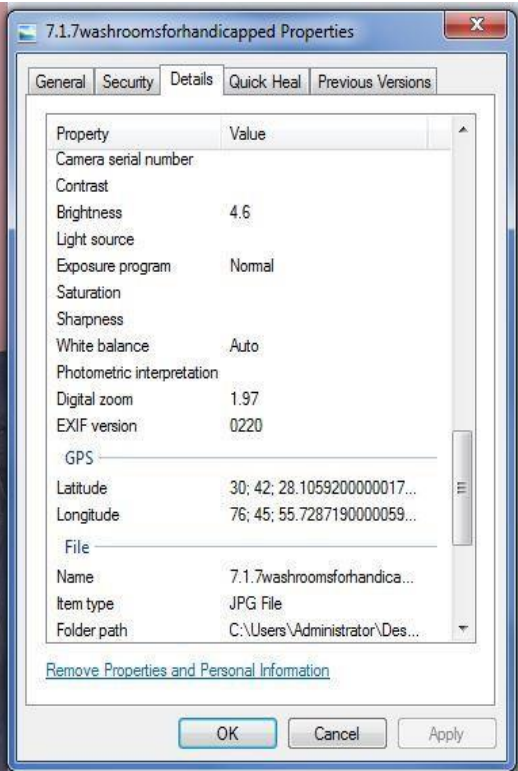 7.1.7washroomsforhandicapped Properties
General Security Details Quick Heal Previous Versions
Property Value
Camera serial number
Contrast
Brightness 4.6
Light source
Exposure program Normal
Saturation
Sharpness
White balance Auto
Photometric interpretation
Digital zoom 1.97
EXIF version 0220
GPS
Latitude 30; 42; 28.1059200000017...
Longitude 76; 45; 55.7287190000059...
File
Name 7.1.7washroomsforhandica...
Item type JPG File
Folder path C:\Users\Administrator\Des...
Remove Properties and Personal Information
OK Cancel Apply